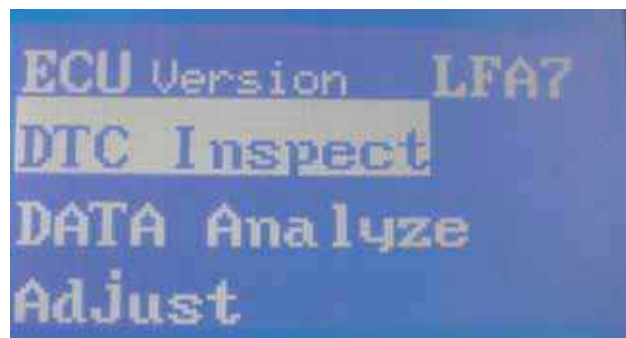 ECU Version LFA7
DTC Inspect
DATA Analyze
Adjust